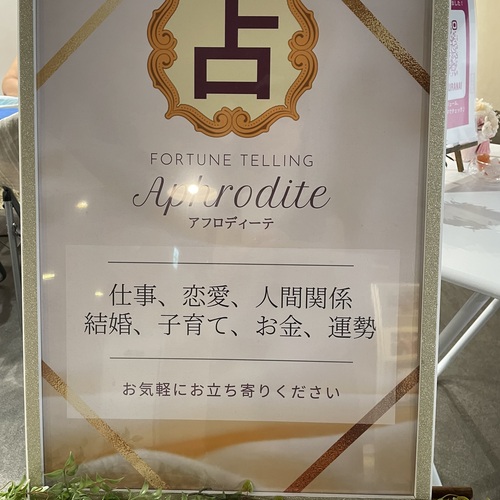 占
FORTUNE TELLING
Aphrodite
アフロディーテ
仕事、恋愛、人間関係
結婚、子育て、お金、運勢
お気軽にお立ち寄りください